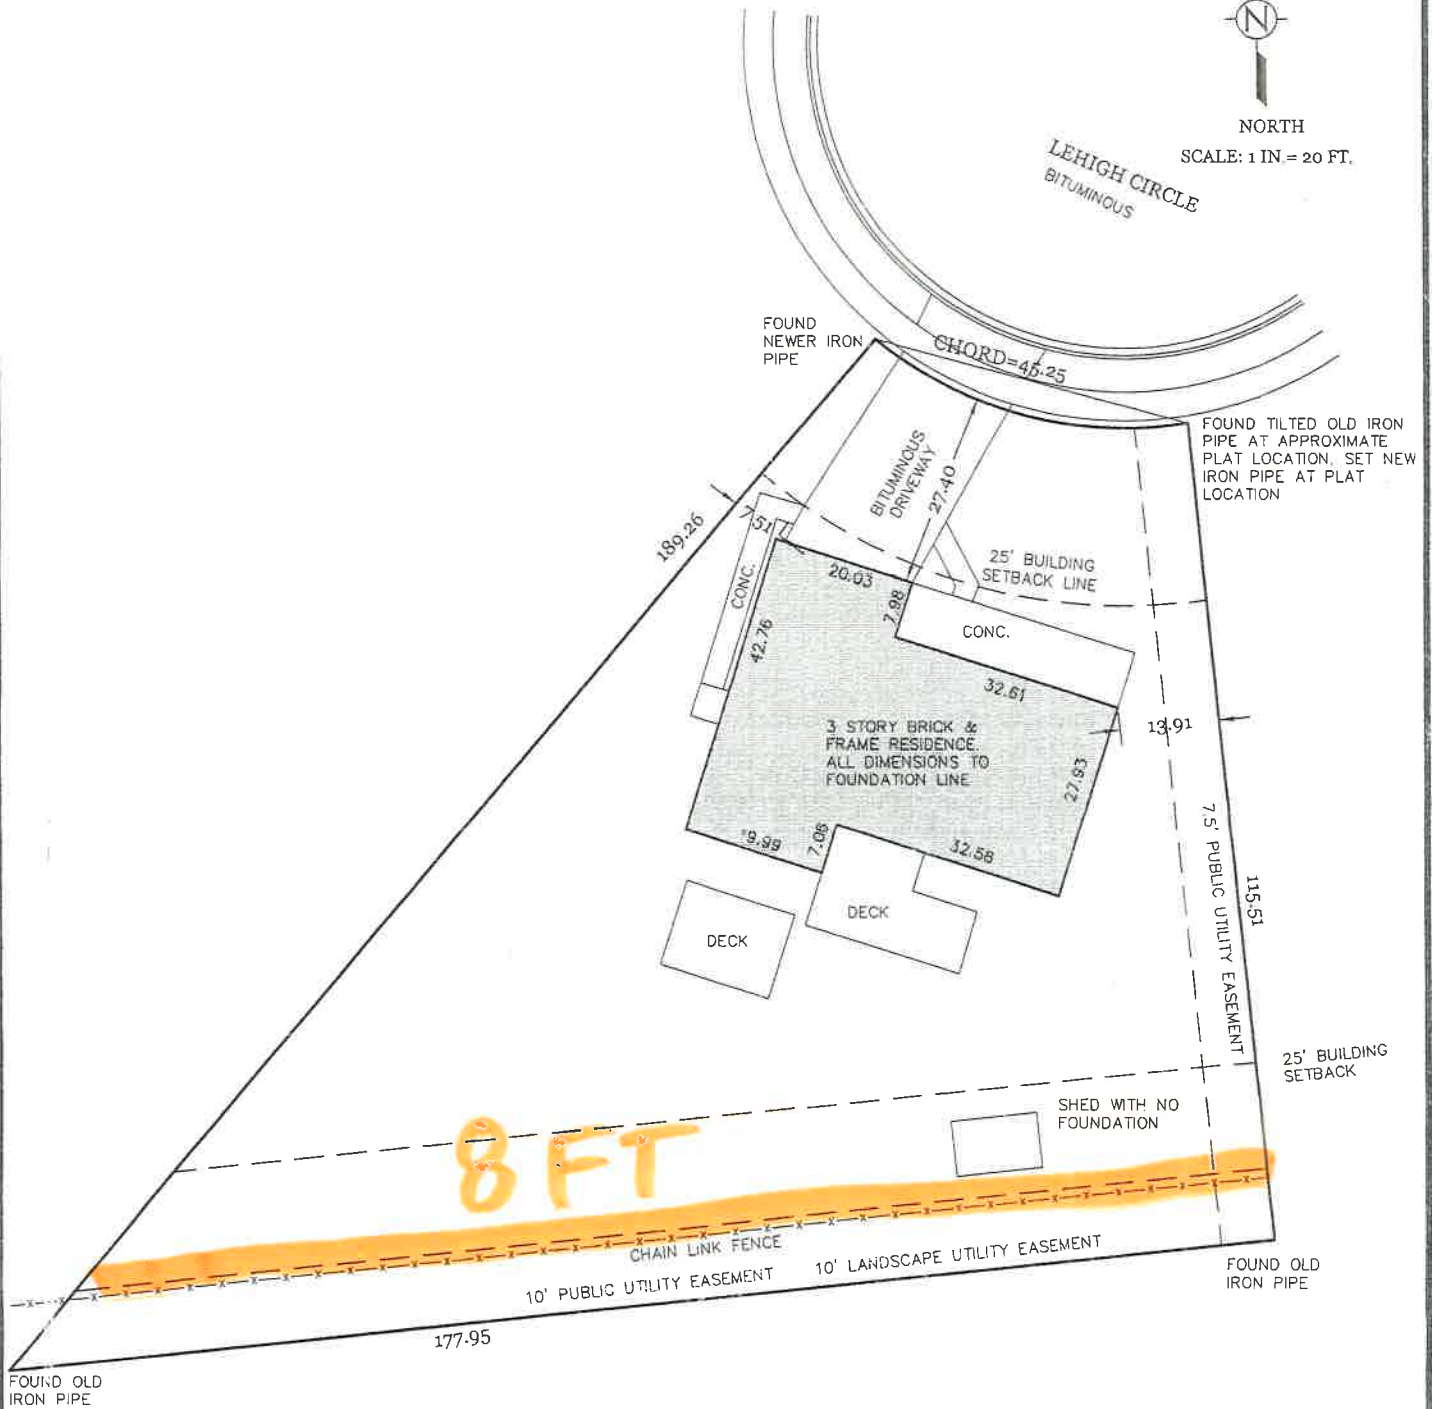 N
NORTH
SCALE: 1 IN. = 20 FT.
LEHIGH CIRCLE
BITUMINOUS
FOUND
NEWER IRON
PIPE
CHORD=45.25
FOUND TILTED OLD IRON
PIPE AT APPROXIMATE
PLAT LOCATION, SET NEW
IRON PIPE AT PLAT
LOCATION
BITUMINOUS
DRIVEWAY
27.40
189.26
7.51
CONC.
25' BUILDING
SETBACK LINE
20.03
7.98
CONC.
42.76
32.61
13.91
3 STORY BRICK &
FRAME RESIDENCE.
ALL DIMENSIONS TO
FOUNDATION LINE
27.93
19.99
7.06
32.58
7.5' PUBLIC UTILITY EASEMENT
115.51
DECK
DECK
25' BUILDING
SETBACK
SHED WITH NO
FOUNDATION
8 FT
CHAIN LINK FENCE
10' PUBLIC UTILITY EASEMENT
10' LANDSCAPE UTILITY EASEMENT
FOUND OLD
IRON PIPE
177.95
FOUND OLD
IRON PIPE